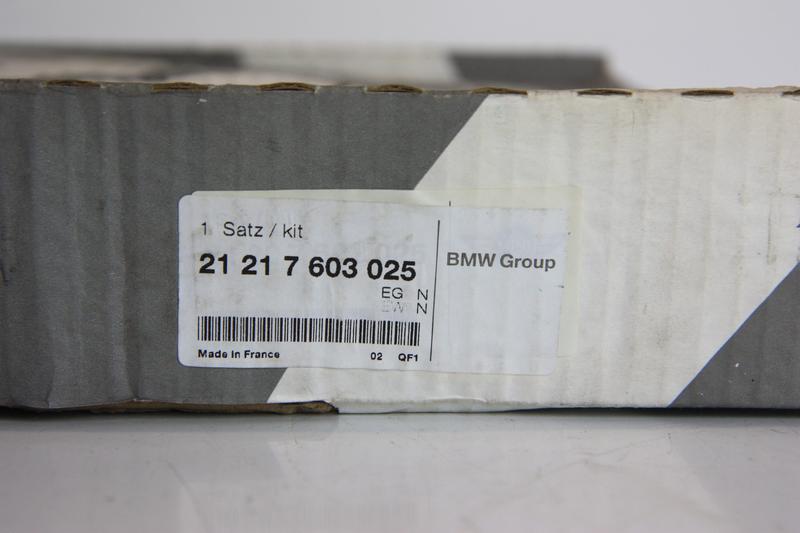 1 Satz / kit
21 21 7 603 025
EG N
EW N
BMW Group
Made In France 02 QF1